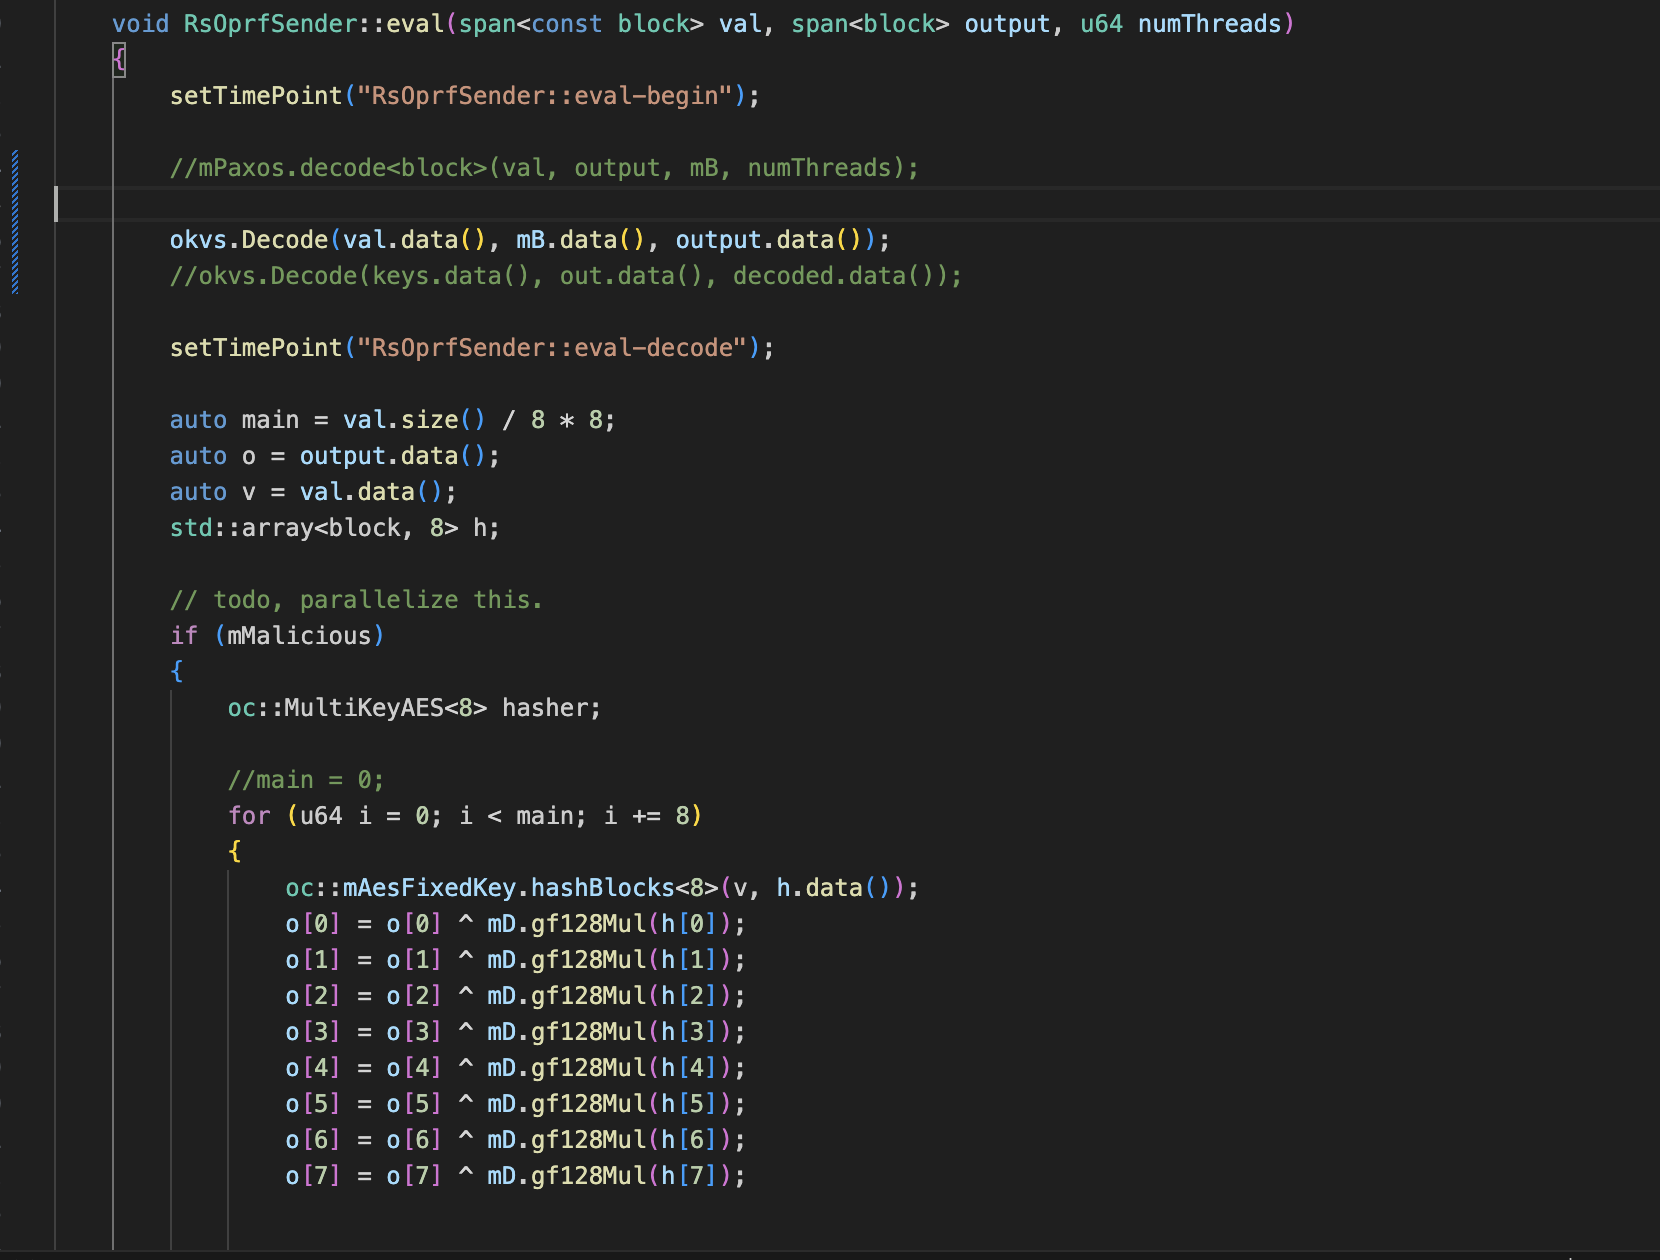 void RsOprfSender::eval(span<const block> val, span<block> output, u64 numThreads)
{
setTimePoint("RsOprfSender::eval-begin");
//mPaxos.decode<block>(val, output, mB, numThreads);
okvs.Decode(val.data(), mB.data(), output.data());
//okvs.Decode(keys.data(), out.data(), decoded.data());
setTimePoint("RsOprfSender::eval-decode");
auto main = val.size() / 8 * 8;
auto o = output.data();
auto v = val.data();
std::array<block, 8> h;
// todo, parallelize this.
if (mMalicious)
{
oc::MultiKeyAES<8> hasher;
//main = 0;
for (u64 i = 0; i < main; i += 8)
{
oc::mAesFixedKey.hashBlocks<8>(v, h.data());
o[0] = o[0] ^ mD.gf128Mul(h[0]);
o[1] = o[1] ^ mD.gf128Mul(h[1]);
o[2] = o[2] ^ mD.gf128Mul(h[2]);
o[3] = o[3] ^ mD.gf128Mul(h[3]);
o[4] = o[4] ^ mD.gf128Mul(h[4]);
o[5] = o[5] ^ mD.gf128Mul(h[5]);
o[6] = o[6] ^ mD.gf128Mul(h[6]);
o[7] = o[7] ^ mD.gf128Mul(h[7]);